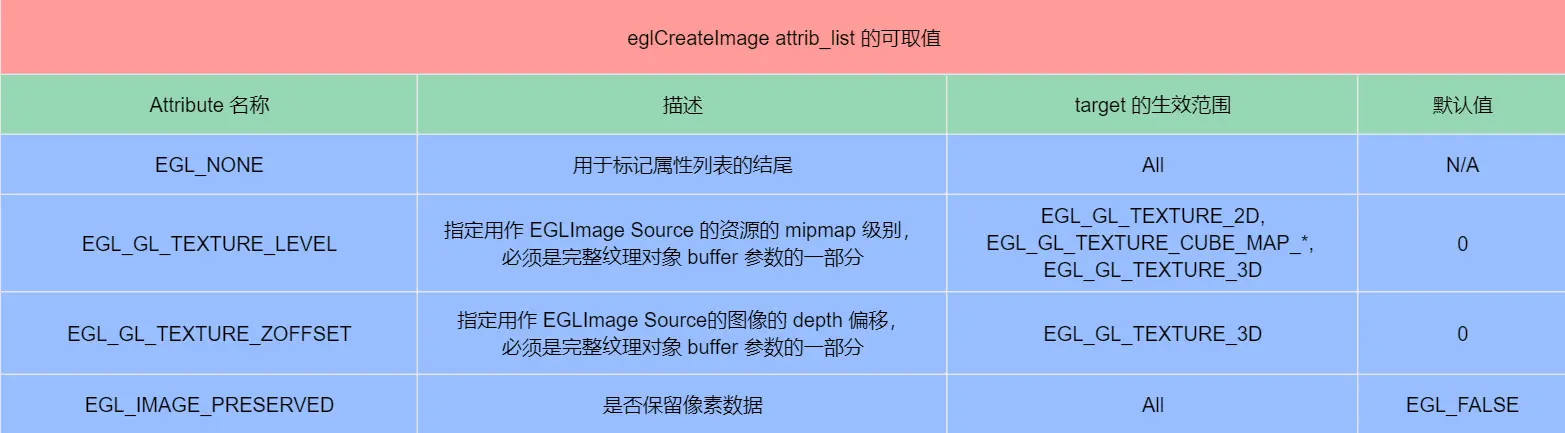 eglCreateImage attrib_list 的可取值
Attribute 名称
描述
target 的生效范围
默认值
EGL_NONE
用于标记属性列表的结尾
All
N/A
EGL_GL_TEXTURE_LEVEL
指定用作 EGLImage Source 的资源的 mipmap 级别，
必须是完整纹理对象 buffer 参数的一部分
EGL_GL_TEXTURE_2D,
EGL_GL_TEXTURE_CUBE_MAP_*,
EGL_GL_TEXTURE_3D
0
EGL_GL_TEXTURE_ZOFFSET
指定用作 EGLImage Source的图像的 depth 偏移，
必须是完整纹理对象 buffer 参数的一部分
EGL_GL_TEXTURE_3D
0
EGL_IMAGE_PRESERVED
是否保留像素数据
All
EGL_FALSE